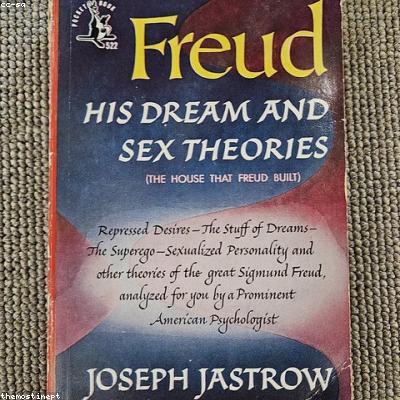 cc-sa
POCKET BOOK
522
Freud
HIS DREAM AND
SEX THEORIES
(THE HOUSE THAT FREUD BUILT)
Repressed Desires–The Stuff of Dreams–
The Superego–Sexualized Personality and
other theories of the great Sigmund Freud,
analyzed for you by a Prominent
American Psychologist
JOSEPH JASTROW
themostinept